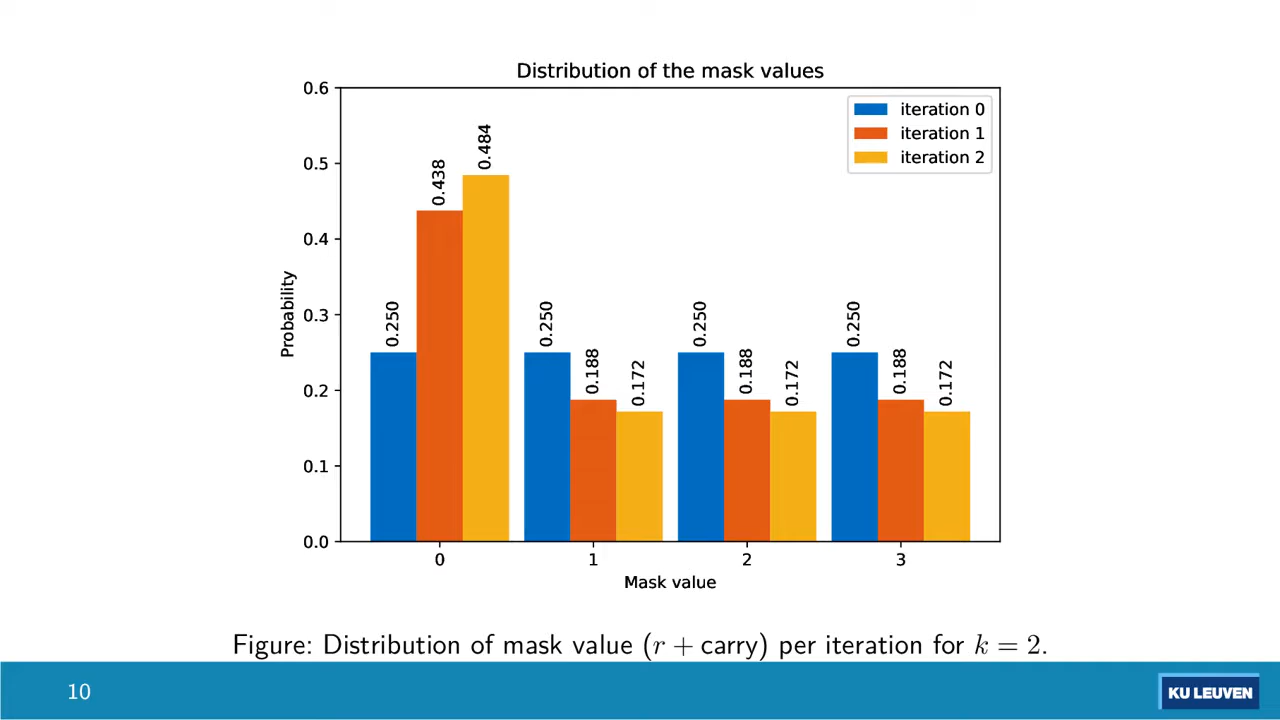 Distribution of the mask values
0.6
0.5
0.4
0.3
0.2
0.1
0.0
Probability
iteration 0
iteration 1
iteration 2
0.250
0.438
0.484
0.250
0.188
0.172
0.250
0.188
0.172
0.250
0.188
0.172
0 1 2 3
Mask value
Figure: Distribution of mask value (r + carry) per iteration for k = 2.
10
KU LEUVEN